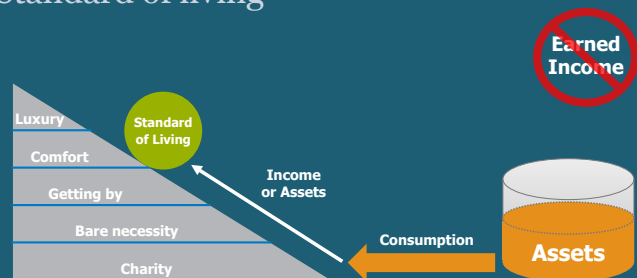 Standard of living
Earned
Income
Luxury
Standard
of Living
Comfort
Income
or Assets
Getting by
Bare necessity
Consumption
Assets
Charity